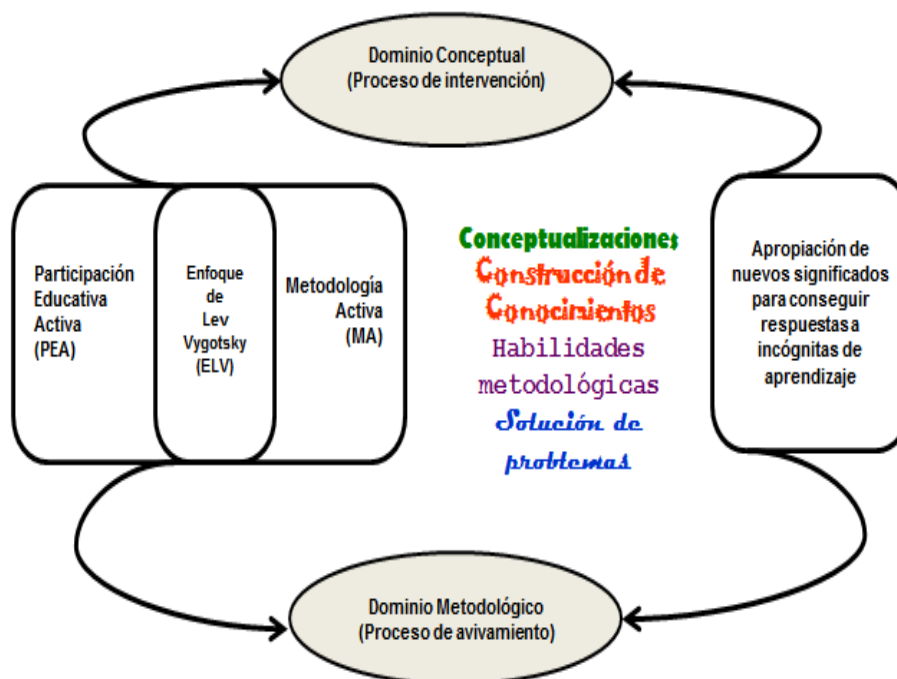 Dominio Conceptual
(Proceso de intervención)
Participación
Educativa
Activa
(PEA)
Enfoque
de
Lev
Vygotsky
(ELV)
Metodología
Activa
(MA)
Conceptualizaciones
Construcción de
Conocimientos
Habilidades
metodológicas
Solución de
problemas
Apropiación de
nuevos significados
para conseguir
respuestas a
incógnitas de
aprendizaje
Dominio Metodológico
(Proceso de avivamiento)